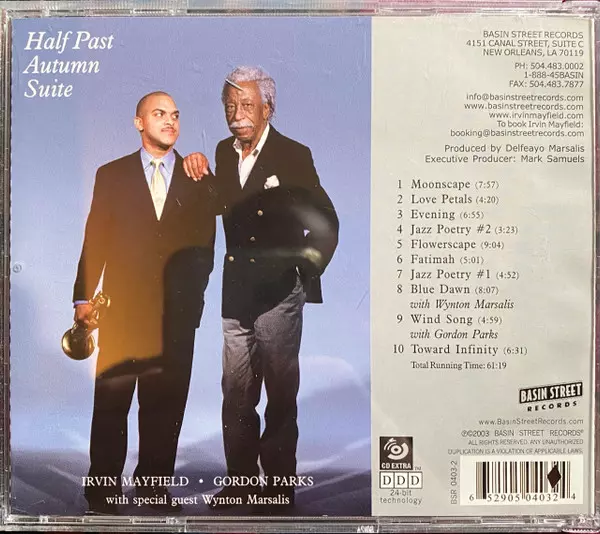 Half Past
Autumn
Suite
IRVIN MAYFIELD • GORDON PARKS
with special guest Wynton Marsalis
BASIN STREET RECORDS
4151 CANAL STREET, SUITE C
NEW ORLEANS, LA 70119
PH: 504.483.0002
1-888-45BASIN
FAX: 504.483.7877
info@basinstreetrecords.com
www.basinstreetrecords.com
www.irvinmayfield.com
To book Irvin Mayfield:
booking@basinstreetrecords.com
Produced by Delfeayo Marsalis
Executive Producer: Mark Samuels
1 Moonscape (7:57)
2 Love Petals (4:20)
3 Evening (6:55)
4 Jazz Poetry #2 (3:23)
5 Flowerscape (9:04)
6 Fatimah (5:01)
7 Jazz Poetry #1 (4:52)
8 Blue Dawn (8:07)
with Wynton Marsalis
9 Wind Song (4:59)
with Gordon Parks
10 Toward Infinity (6:31)
Total Running Time: 61:19
BASIN STREET
RECORDS
www.BasinStreetRecords.com
℗©2003 BASIN STREET RECORDS®
ALL RIGHTS RESERVED. ANY UNAUTHORIZED
DUPLICATION IS A VIOLATION OF APPLICABLE LAWS.
CD EXTRA™
DDD
24-bit
technology
BSR 0403-2
6 52905 04032 4